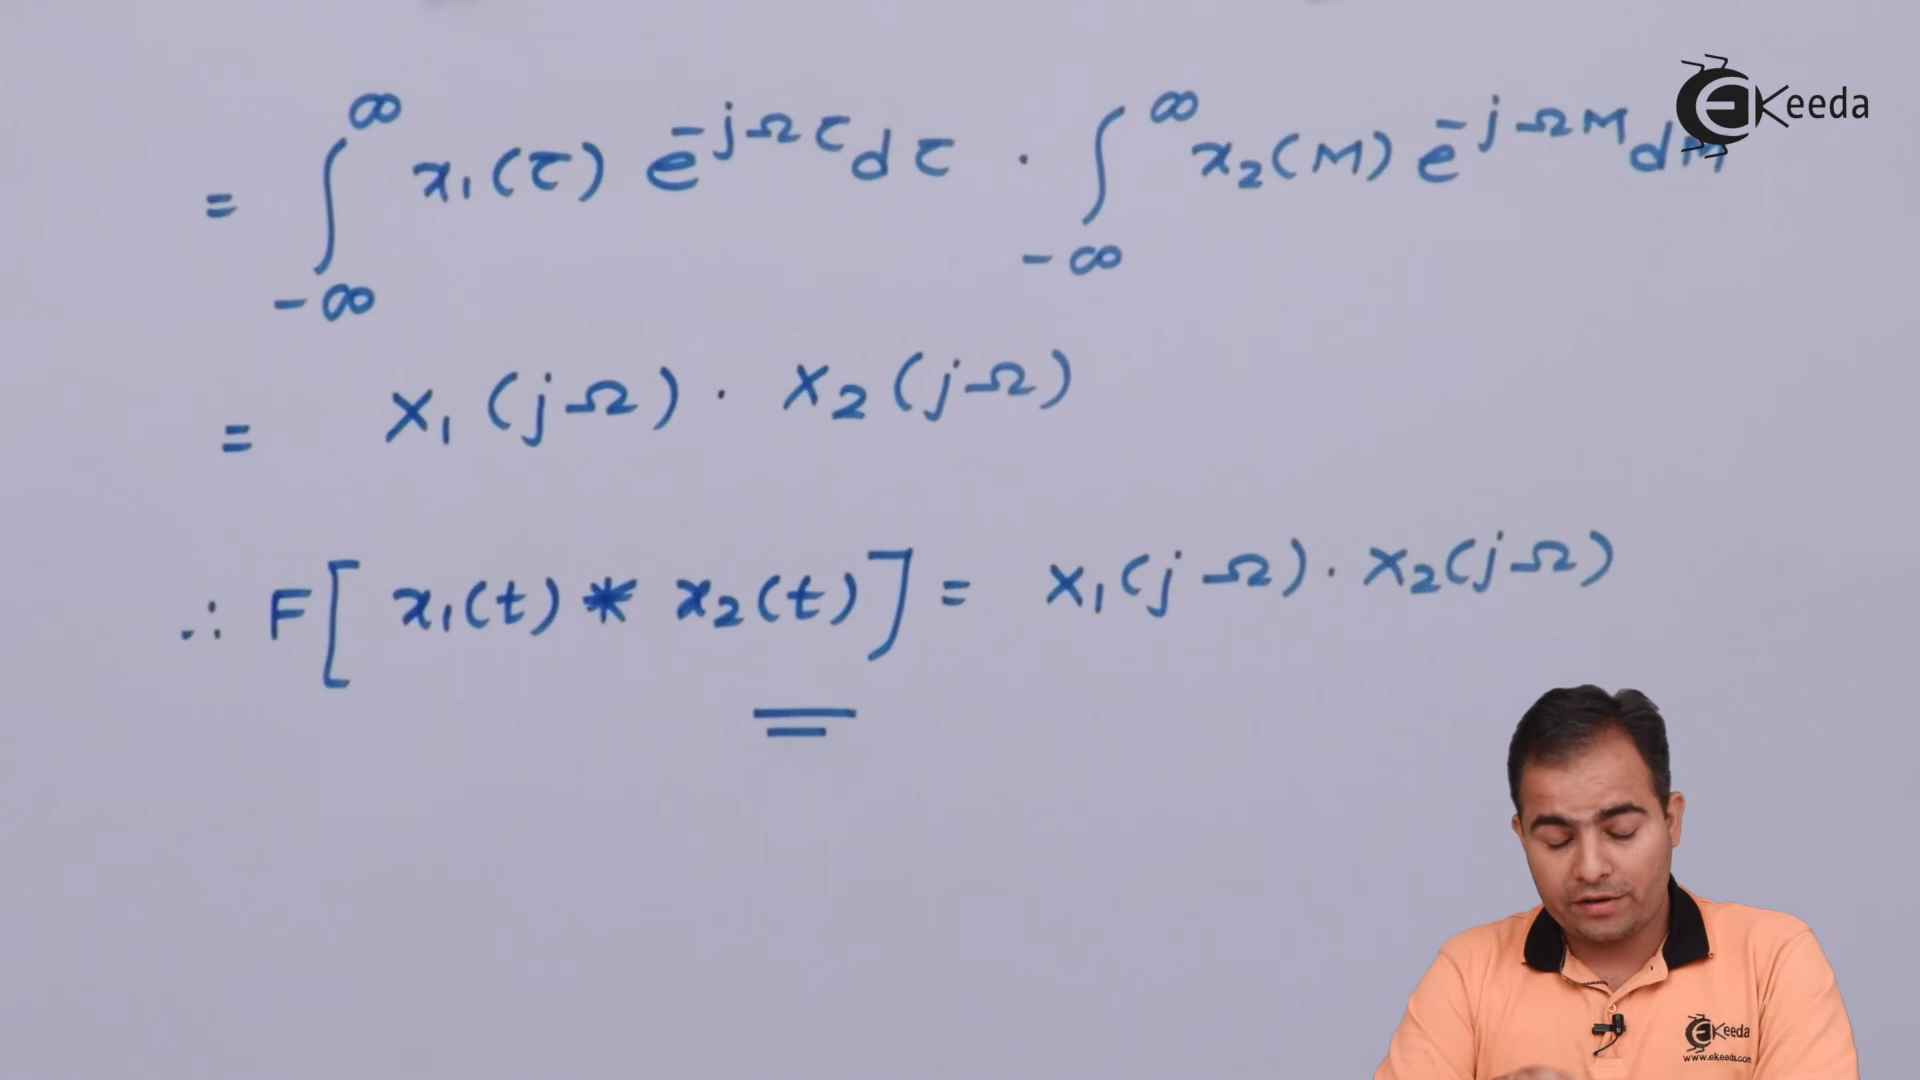 EKeeda
= ∫_{-∞}^{∞} x₁(τ) e^{-jΩτ} dτ · ∫_{-∞}^{∞} x₂(M) e^{-jΩM} dM
= X₁(jΩ) · X₂(jΩ)
∴ F[x₁(t) * x₂(t)] = X₁(jΩ) · X₂(jΩ)
EKeeda
www.ekeeda.com